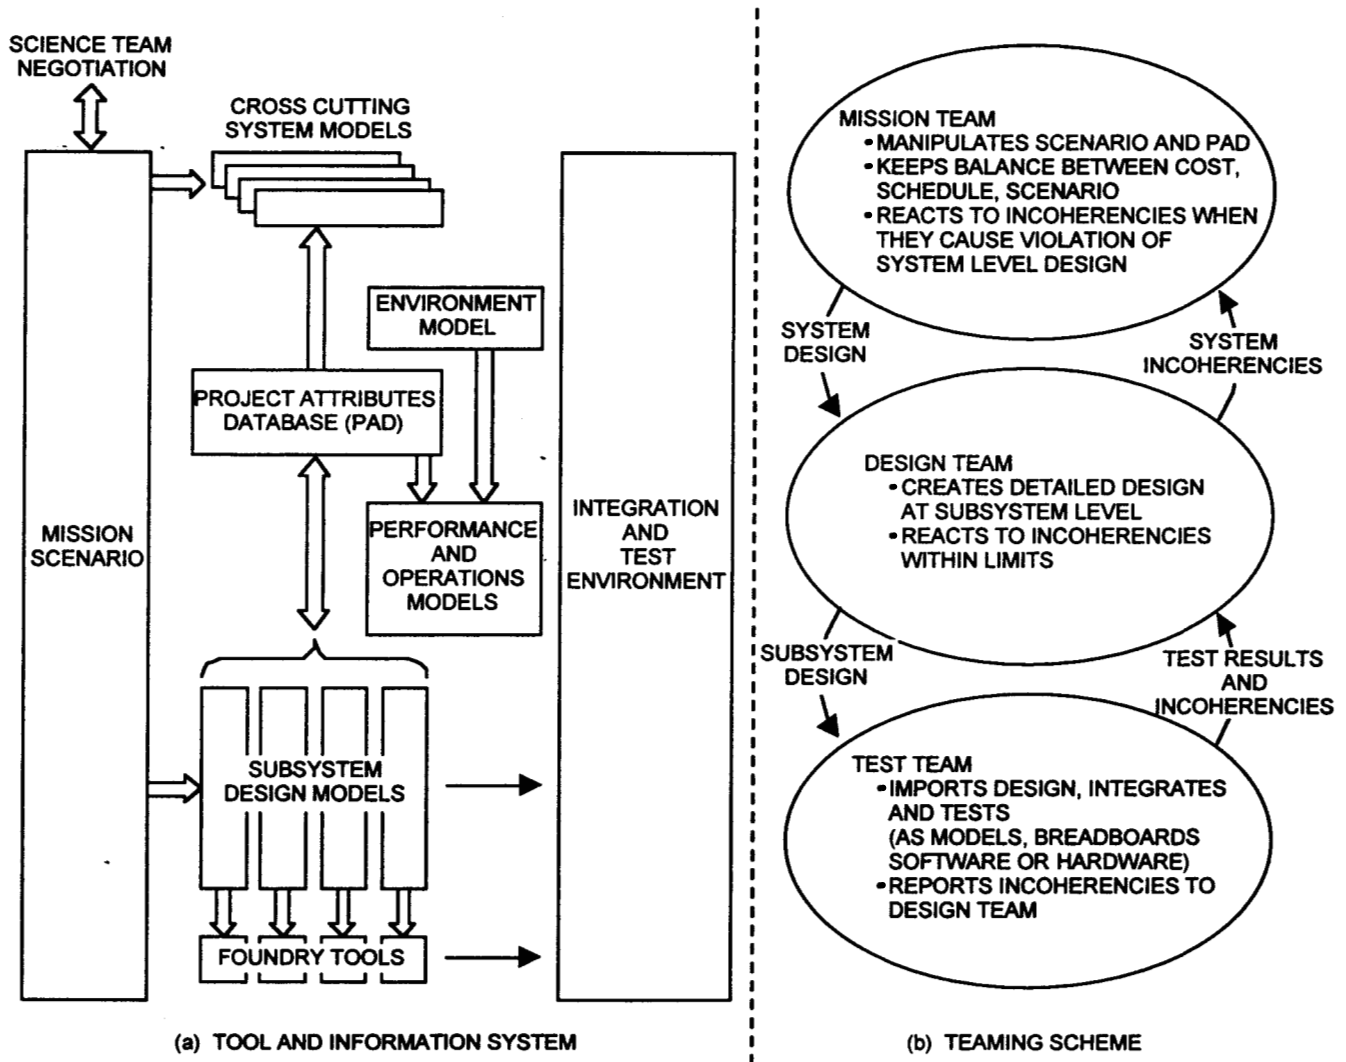 SCIENCE TEAM
NEGOTIATION
CROSS CUTTING
SYSTEM MODELS
ENVIRONMENT
MODEL
PROJECT ATTRIBUTES
DATABASE (PAD)
MISSION
SCENARIO
PERFORMANCE
AND
OPERATIONS
MODELS
INTEGRATION
AND
TEST
ENVIRONMENT
SUBSYSTEM
DESIGN MODELS
FOUNDRY TOOLS
(a) TOOL AND INFORMATION SYSTEM
MISSION TEAM
• MANIPULATES SCENARIO AND PAD
• KEEPS BALANCE BETWEEN COST,
SCHEDULE, SCENARIO
• REACTS TO INCOHERENCIES WHEN
THEY CAUSE VIOLATION OF
SYSTEM LEVEL DESIGN
SYSTEM
DESIGN
SYSTEM
INCOHERENCIES
DESIGN TEAM
• CREATES DETAILED DESIGN
AT SUBSYSTEM LEVEL
• REACTS TO INCOHERENCIES
WITHIN LIMITS
SUBSYSTEM
DESIGN
TEST RESULTS
AND
INCOHERENCIES
TEST TEAM
• IMPORTS DESIGN, INTEGRATES
AND TESTS
(AS MODELS, BREADBOARDS
SOFTWARE OR HARDWARE)
• REPORTS INCOHERENCIES TO
DESIGN TEAM
(b) TEAMING SCHEME